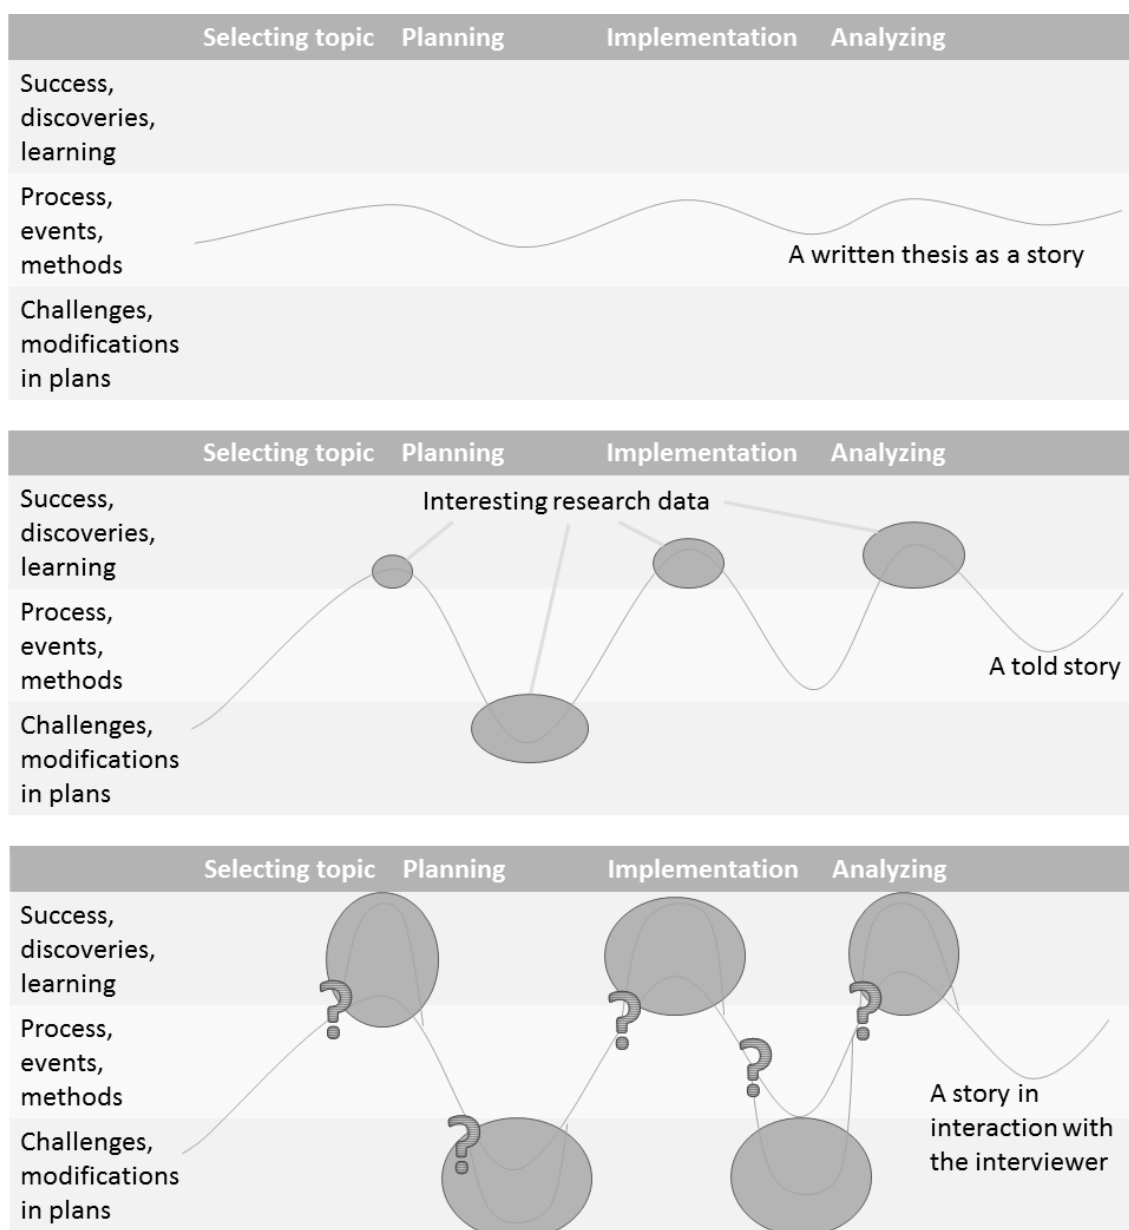 Selecting topic Planning Implementation Analyzing
Success,
discoveries,
learning
Process,
events,
methods
A written thesis as a story
Challenges,
modifications
in plans
Selecting topic Planning Implementation Analyzing
Success,
discoveries,
learning
Interesting research data
Process,
events,
methods
A told story
Challenges,
modifications
in plans
Selecting topic Planning Implementation Analyzing
Success,
discoveries,
learning
?
?
?
Process,
events,
methods
?
A story in
interaction with
the interviewer
Challenges,
modifications
in plans
?